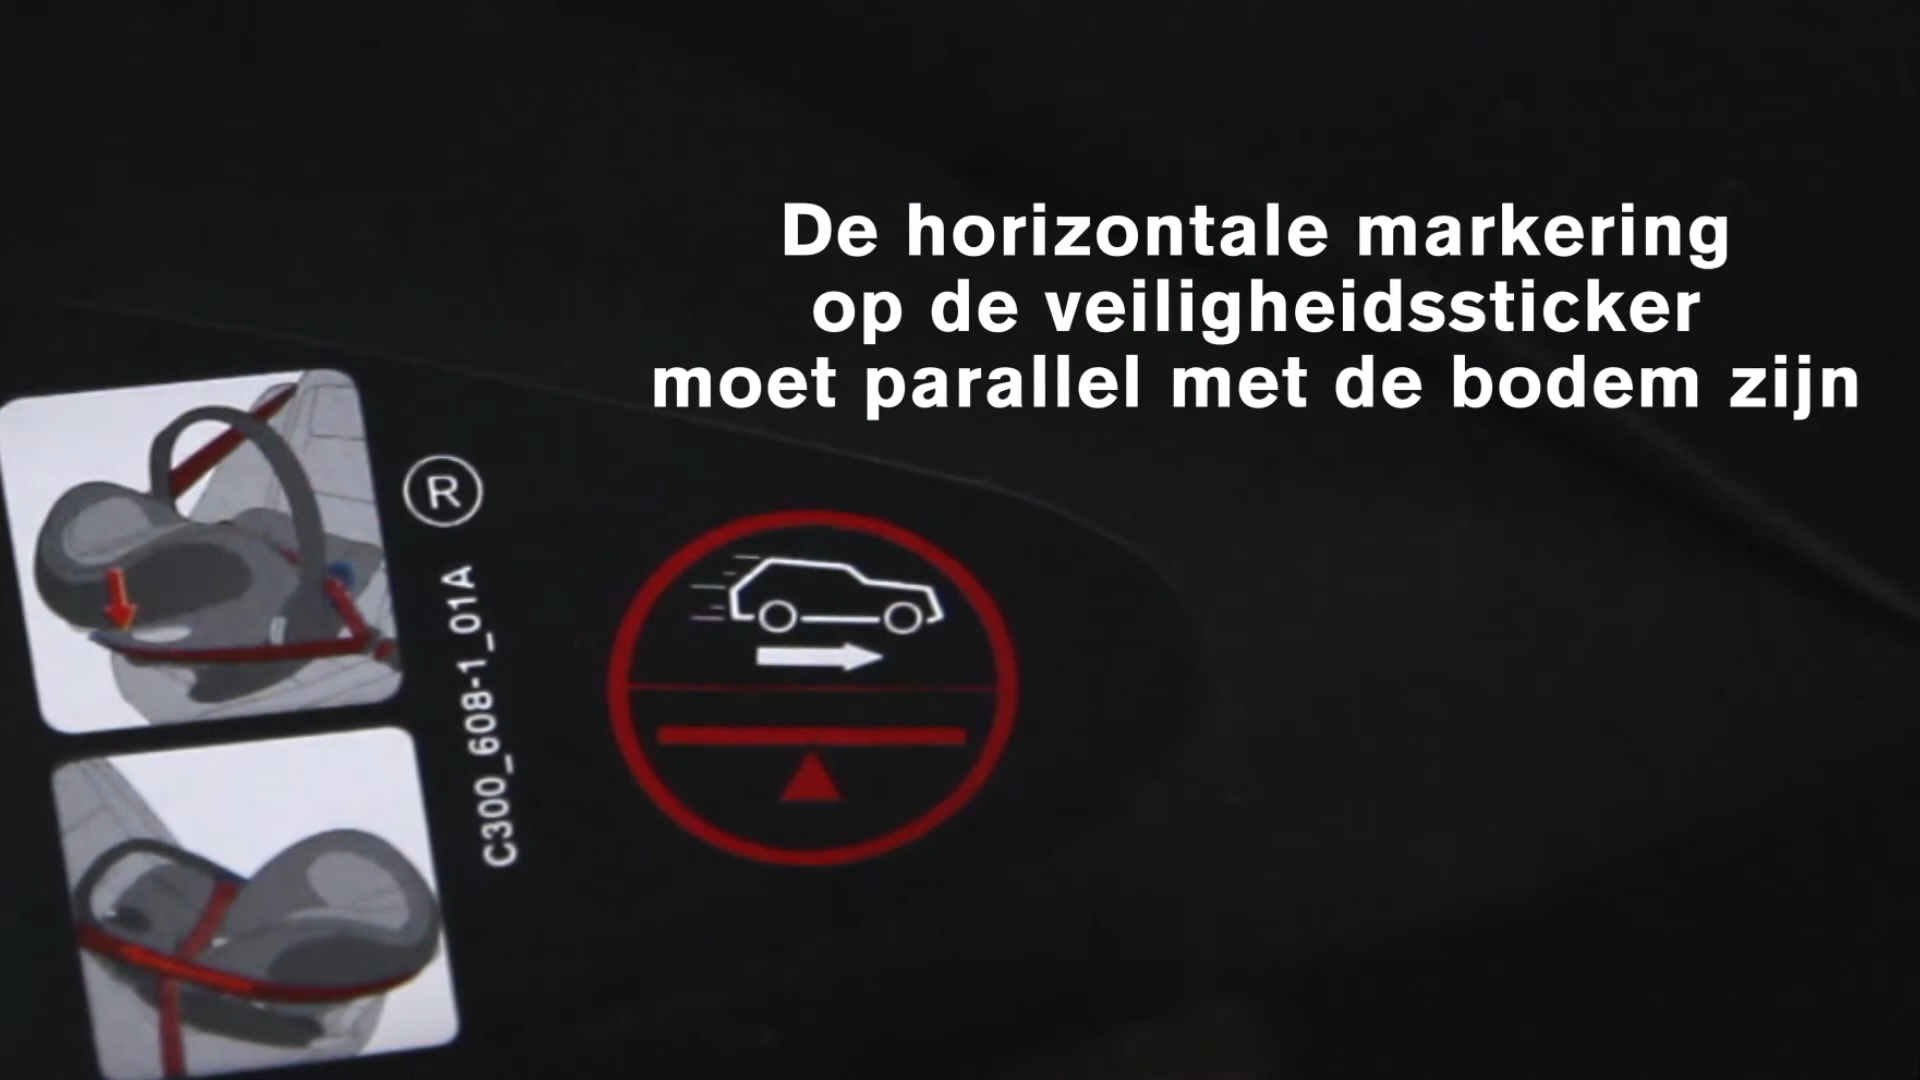 De horizontale markering
op de veiligheidssticker
moet parallel met de bodem zijn
R
C300_608-1_01A